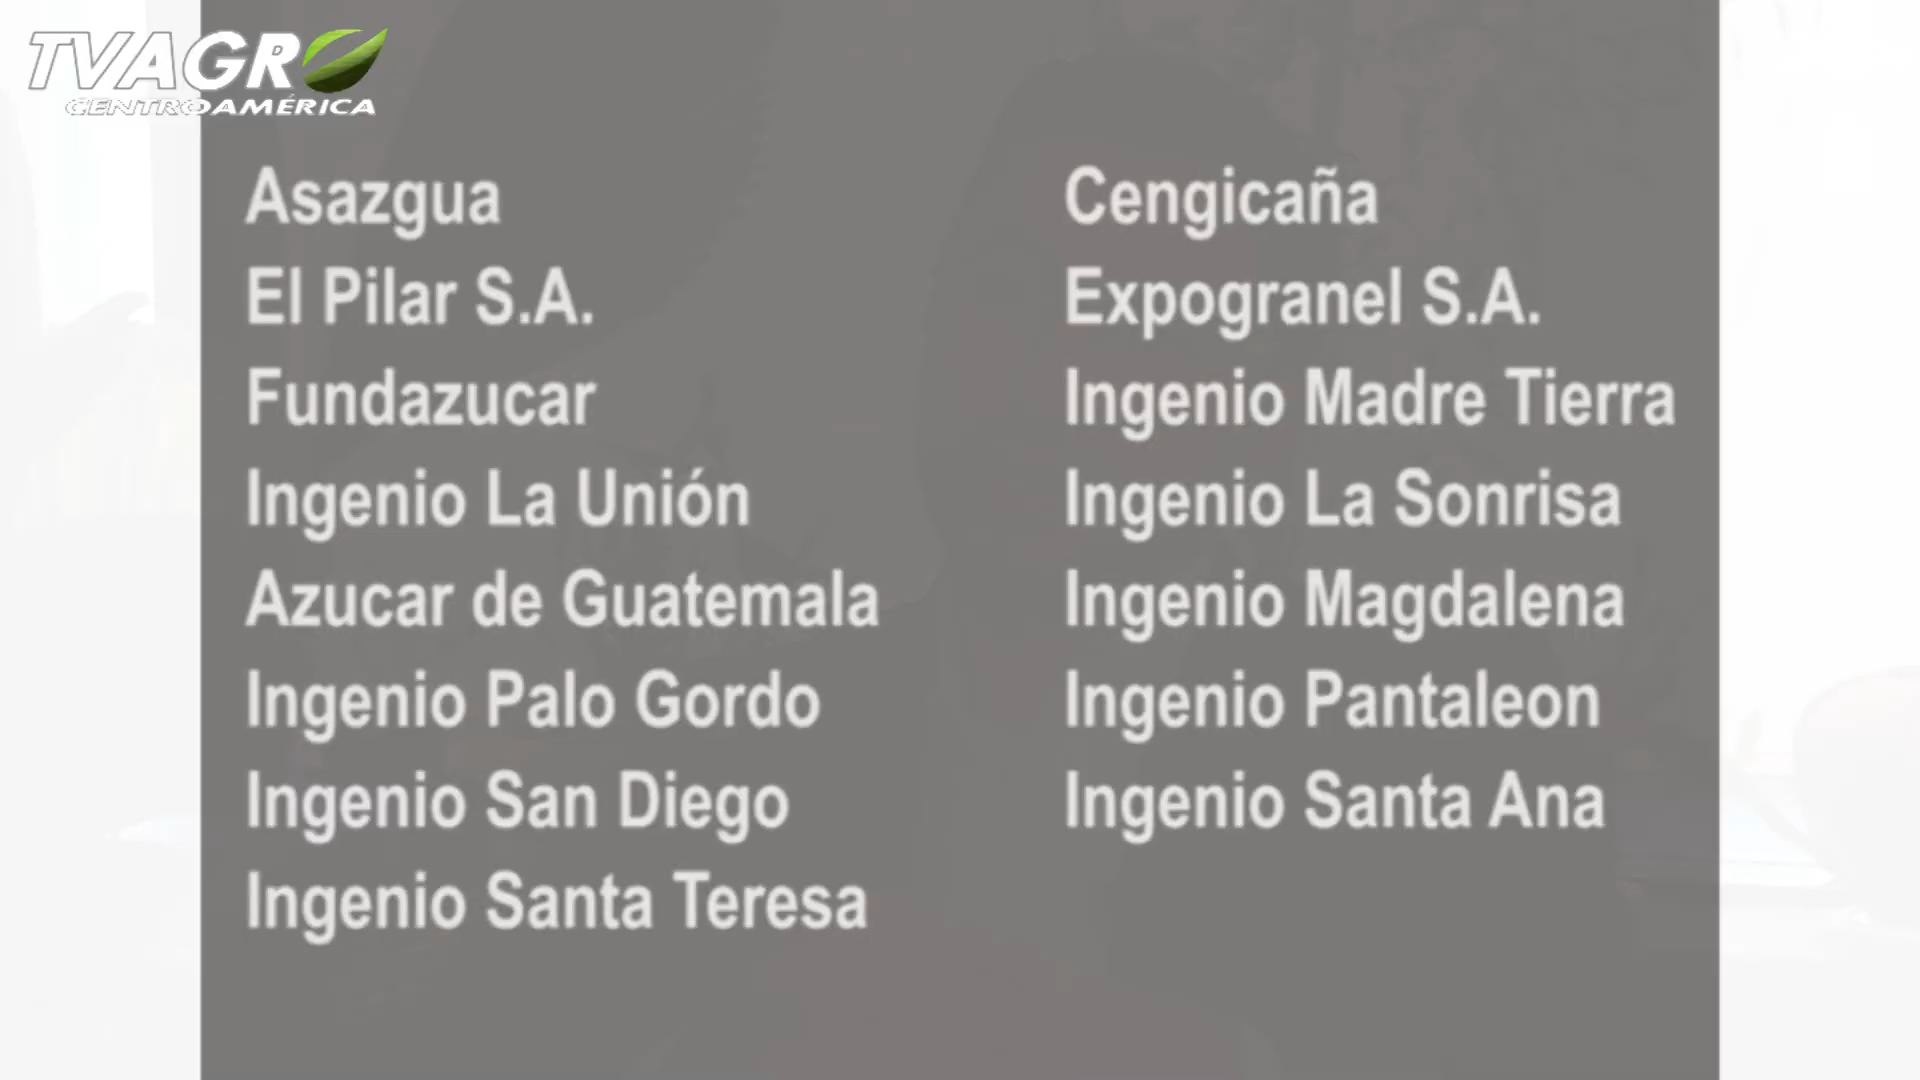 TVAGRO
CENTROAMÉRICA
Asazgua
El Pilar S.A.
Fundazucar
Ingenio La Unión
Azucar de Guatemala
Ingenio Palo Gordo
Ingenio San Diego
Ingenio Santa Teresa
Cengicaña
Expogranel S.A.
Ingenio Madre Tierra
Ingenio La Sonrisa
Ingenio Magdalena
Ingenio Pantaleon
Ingenio Santa Ana